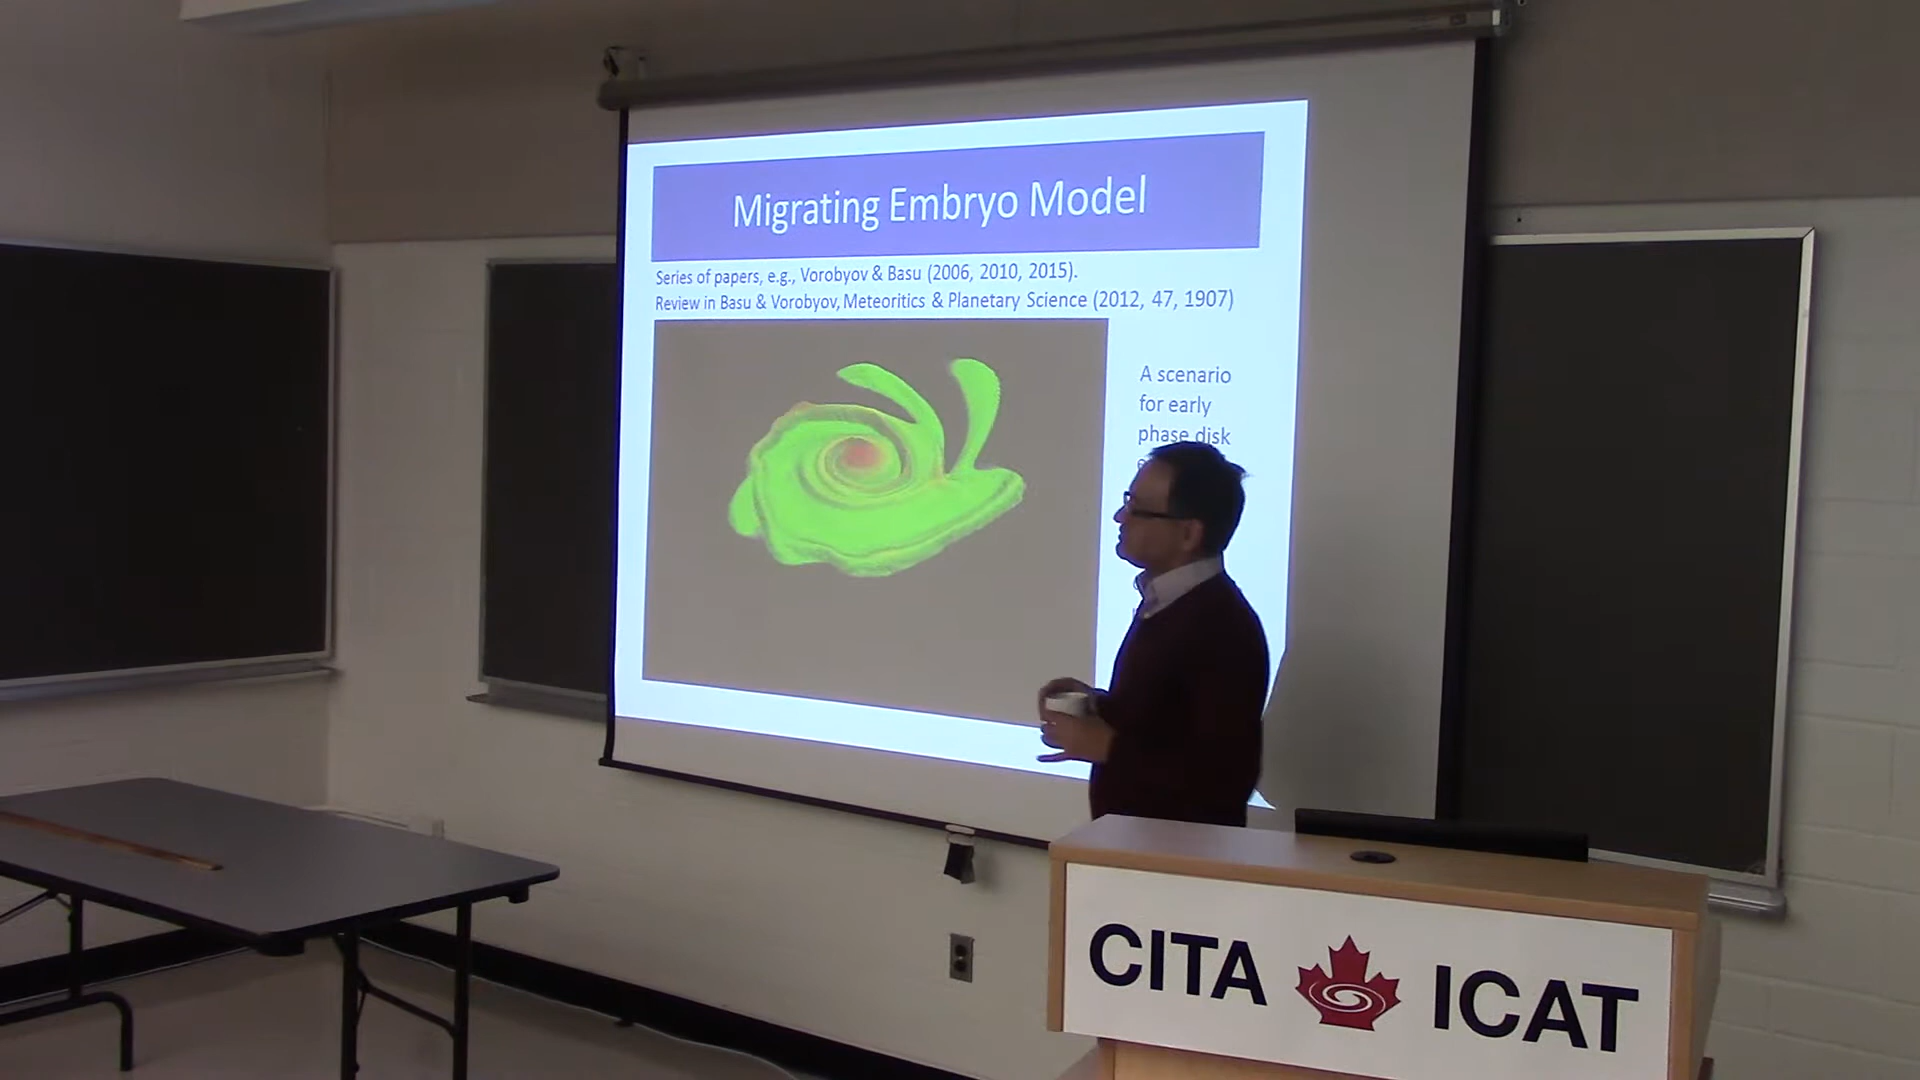 Migrating Embryo Model
Series of papers, e.g., Vorobyov & Basu (2006, 2010, 2015).
Review in Basu & Vorobyov, Meteoritics & Planetary Science (2012, 47, 1907)
A scenario
for early
phase disk
CITA ICAT